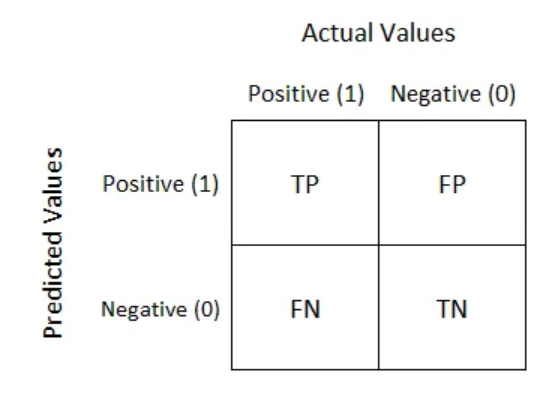 Actual Values
Positive (1) Negative (0)
Predicted Values
Positive (1) TP FP
Negative (0) FN TN